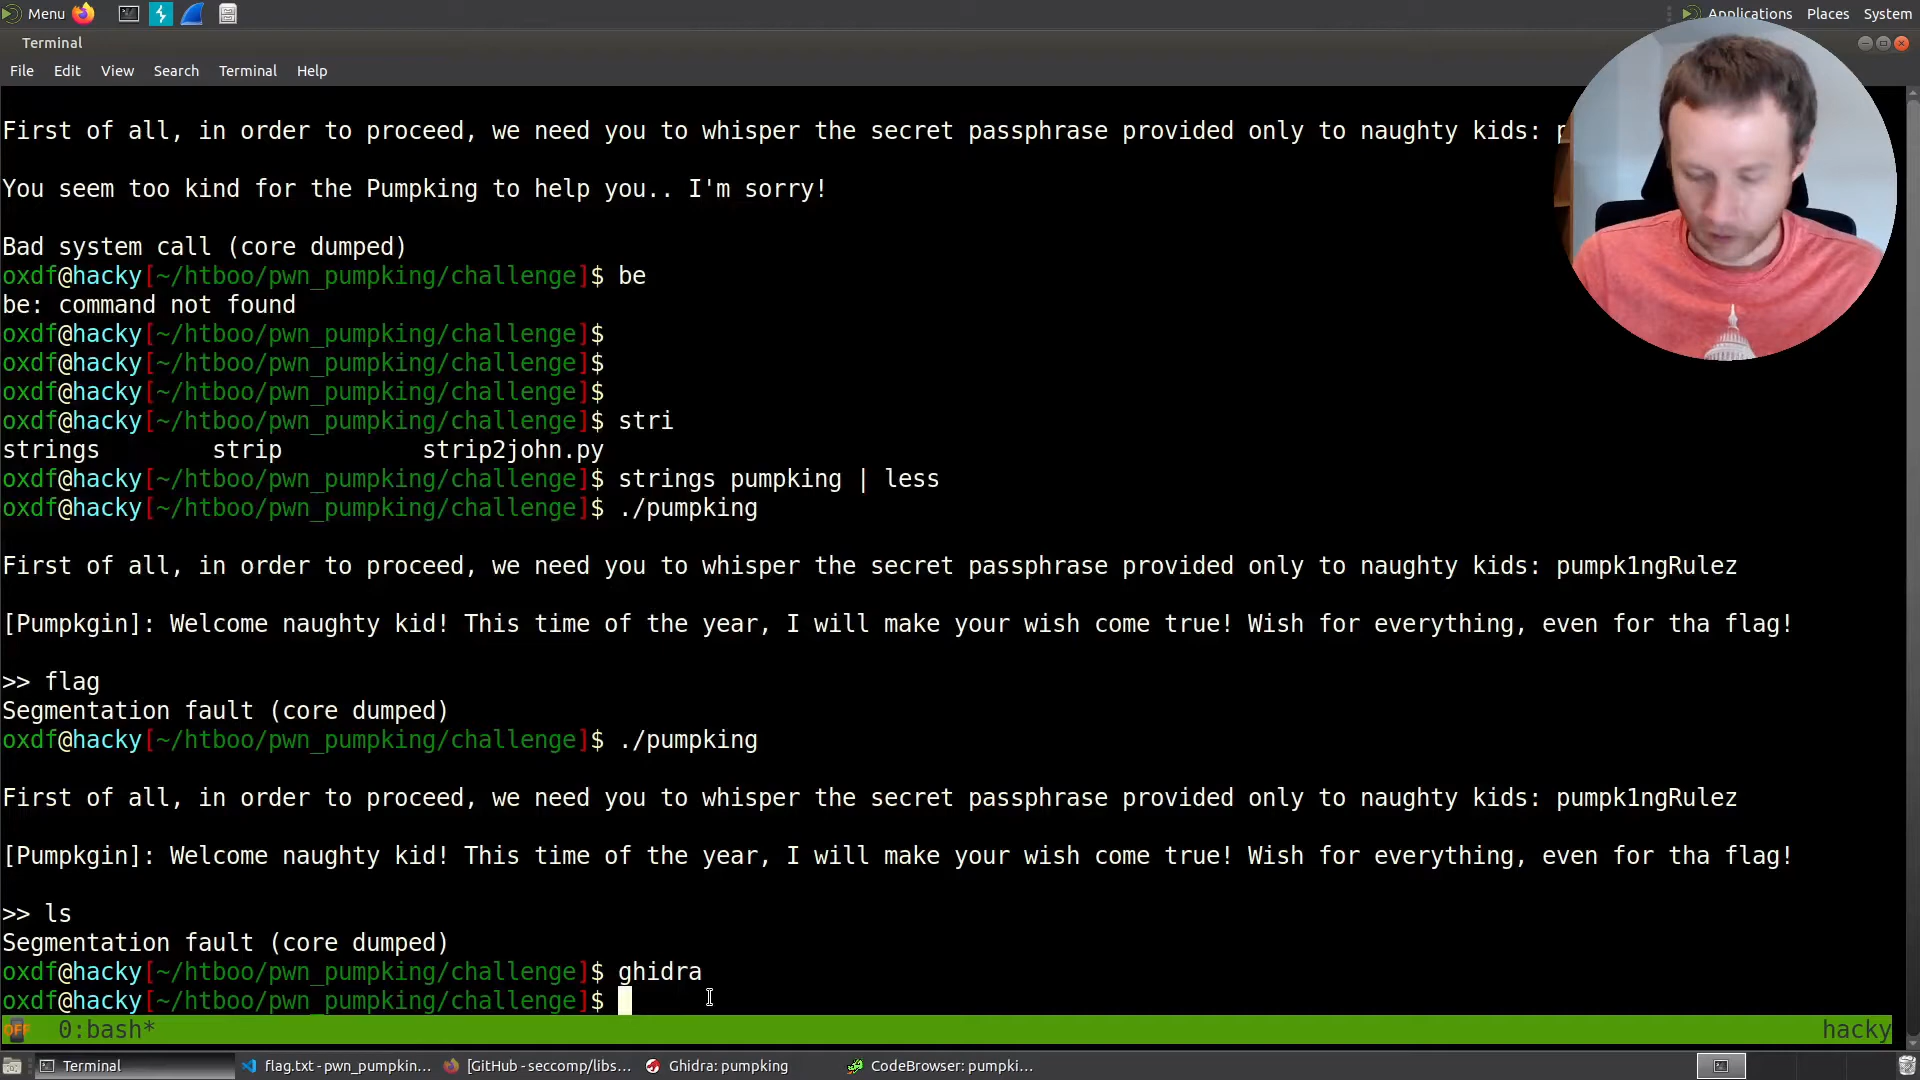 Menu
Applications Places System
Terminal
File Edit View Search Terminal Help
First of all, in order to proceed, we need you to whisper the secret passphrase provided only to naughty kids:
You seem too kind for the Pumpking to help you.. I'm sorry!
Bad system call (core dumped)
oxdf@hacky[~/htboo/pwn_pumpking/challenge]$ be
be: command not found
oxdf@hacky[~/htboo/pwn_pumpking/challenge]$
oxdf@hacky[~/htboo/pwn_pumpking/challenge]$
oxdf@hacky[~/htboo/pwn_pumpking/challenge]$
oxdf@hacky[~/htboo/pwn_pumpking/challenge]$ stri
strings strip strip2john.py
oxdf@hacky[~/htboo/pwn_pumpking/challenge]$ strings pumpking | less
oxdf@hacky[~/htboo/pwn_pumpking/challenge]$ ./pumpking
First of all, in order to proceed, we need you to whisper the secret passphrase provided only to naughty kids: pumpk1ngRulez
[Pumpkgin]: Welcome naughty kid! This time of the year, I will make your wish come true! Wish for everything, even for tha flag!
>> flag
Segmentation fault (core dumped)
oxdf@hacky[~/htboo/pwn_pumpking/challenge]$ ./pumpking
First of all, in order to proceed, we need you to whisper the secret passphrase provided only to naughty kids: pumpk1ngRulez
[Pumpkgin]: Welcome naughty kid! This time of the year, I will make your wish come true! Wish for everything, even for tha flag!
>> ls
Segmentation fault (core dumped)
oxdf@hacky[~/htboo/pwn_pumpking/challenge]$ ghidra
oxdf@hacky[~/htboo/pwn_pumpking/challenge]$
OFF 0:bash* hacky
Terminal flag.txt - pwn_pumpkin... [GitHub - seccomp/libs... Ghidra: pumpking CodeBrowser: pumpki...